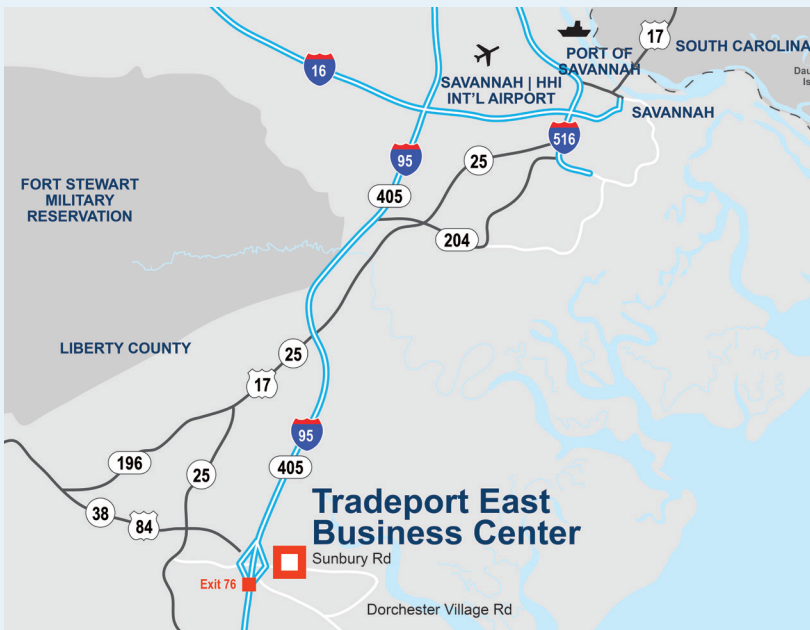 17
SOUTH CAROLINA
PORT OF
SAVANNAH
16
SAVANNAH | HHI
INT'L AIRPORT
SAVANNAH
516
25
95
405
FORT STEWART
MILITARY
RESERVATION
204
LIBERTY COUNTY
25
17
95
196
25
405
38
84
Tradeport East
Business Center
Sunbury Rd
Exit 76
Dorchester Village Rd